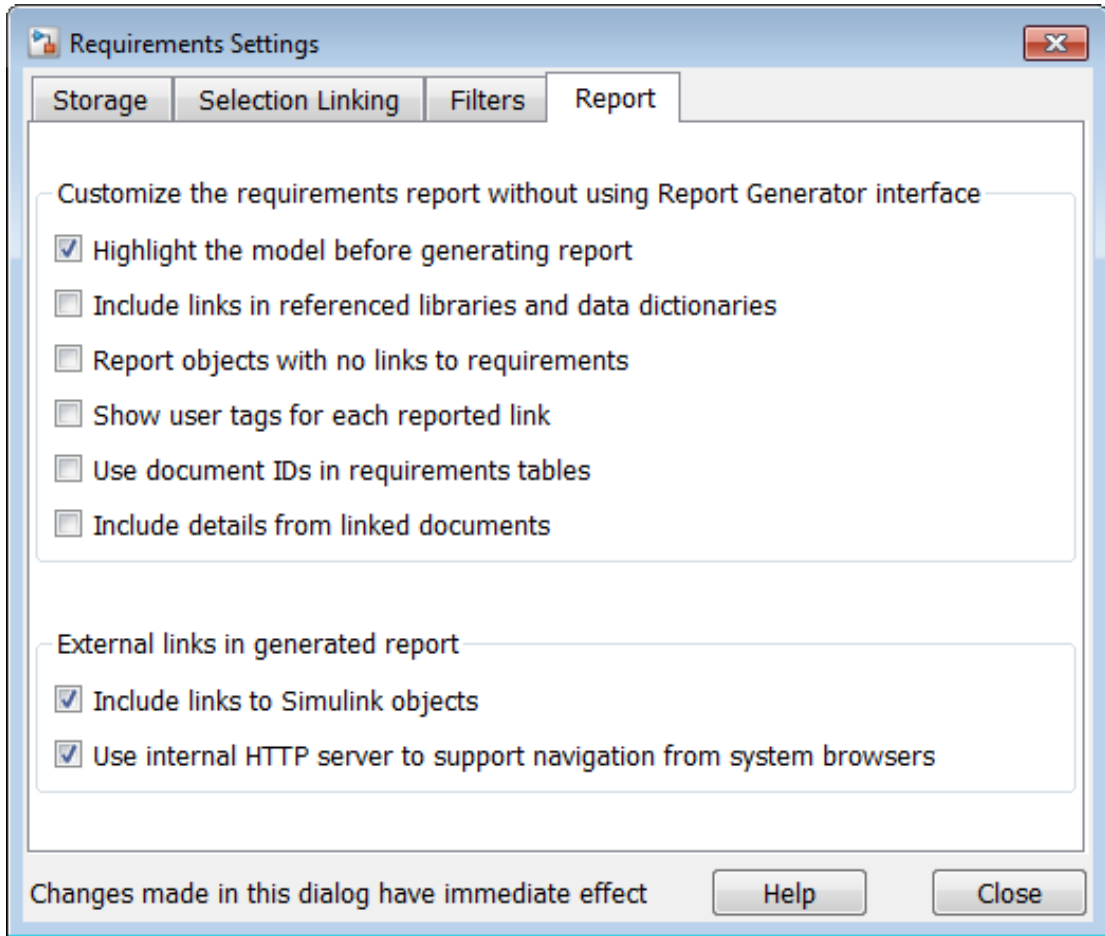 Requirements Settings
Storage
Selection Linking
Filters
Report
Customize the requirements report without using Report Generator interface
Highlight the model before generating report
Include links in referenced libraries and data dictionaries
Report objects with no links to requirements
Show user tags for each reported link
Use document IDs in requirements tables
Include details from linked documents
External links in generated report
Include links to Simulink objects
Use internal HTTP server to support navigation from system browsers
Changes made in this dialog have immediate effect
Help
Close